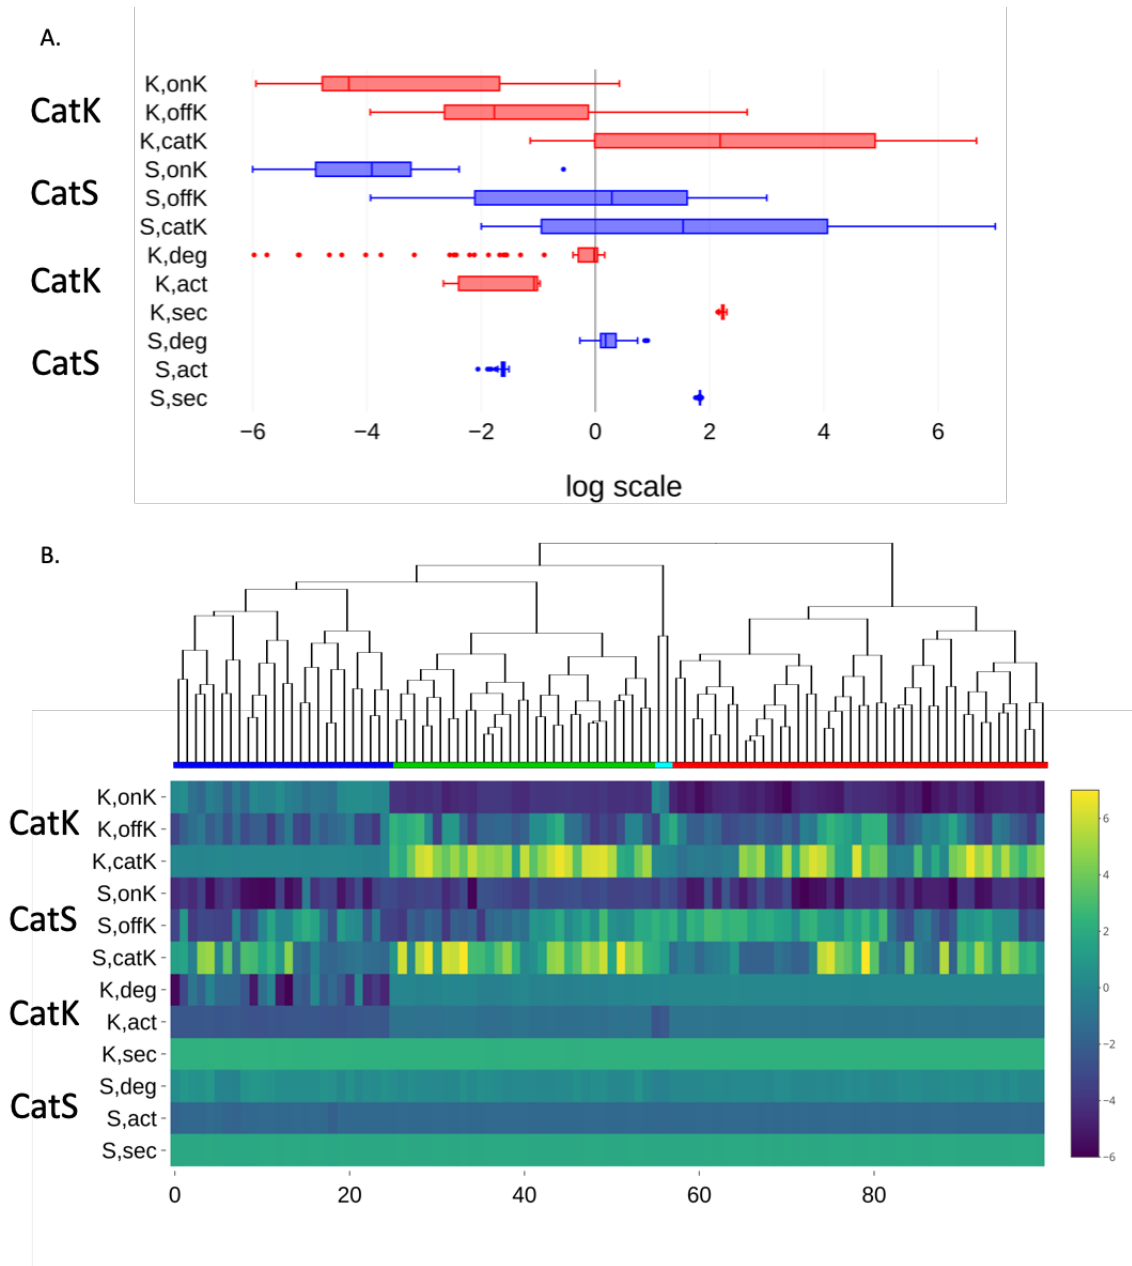 A.
CatK
K,onK
K,offK
K,catK
CatS
S,onK
S,offK
S,catK
CatK
K,deg
K,act
K,sec
CatS
S,deg
S,act
S,sec
−6 −4 −2 0 2 4 6
log scale
B.
CatK
K,onK
K,offK
K,catK
CatS
S,onK
S,offK
S,catK
CatK
K,deg
K,act
K,sec
CatS
S,deg
S,act
S,sec
0 20 40 60 80
6
4
2
0
−2
−4
−6